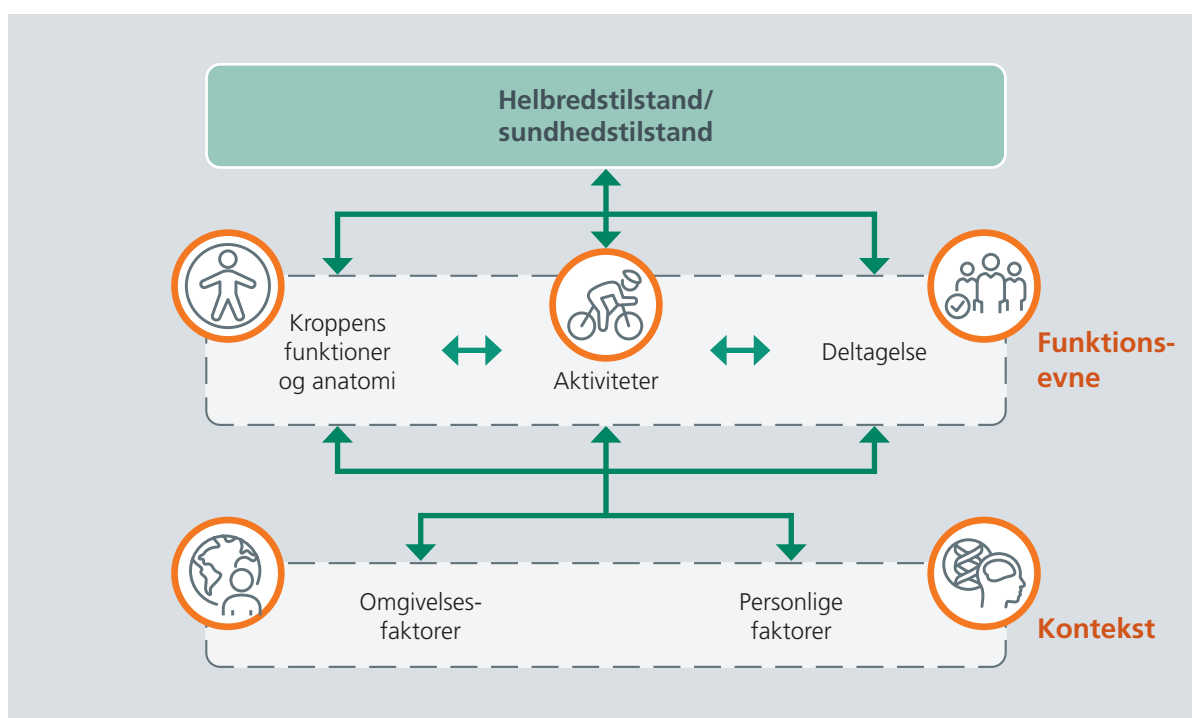 Helbredstilstand/
sundhedstilstand
Kroppens
funktioner
og anatomi
Aktiviteter
Deltagelse
Funktions-
evne
Omgivelses-
faktorer
Personlige
faktorer
Kontekst